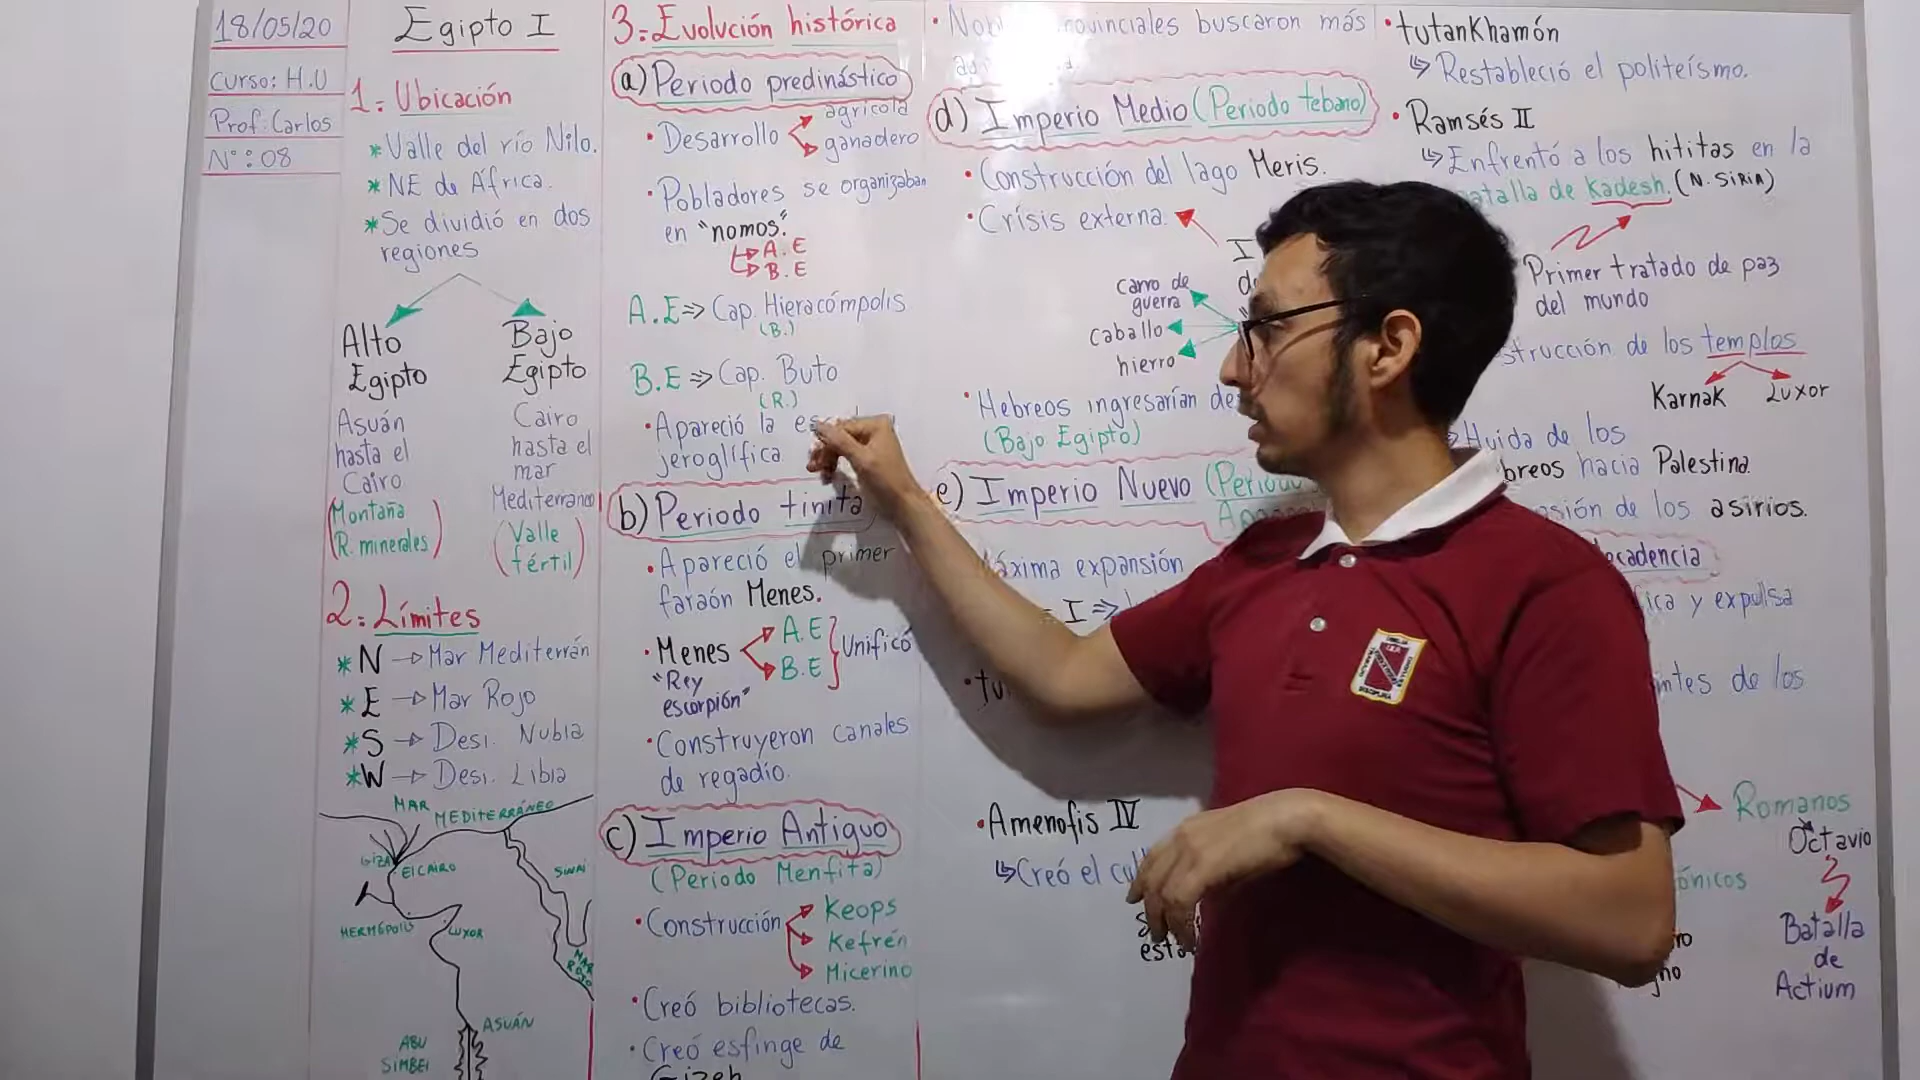 18/05/20
Curso: H.U
Prof: Carlos
N°: 08
Egipto I
1.- Ubicación
* Valle del río Nilo.
* NE de África.
* Se dividió en dos
regiones
Alto
Egipto
Asuán
hasta el
Cairo
(Montaña
R. minerales)
Bajo
Egipto
Cairo
hasta el
mar
Mediterraneo
(Valle
fértil)
2.- Límites
* N → Mar Mediterrán
* E → Mar Rojo
* S → Desi. Nubia
* W → Desi. Libia
MAR
MEDITERRÁNEO
GIZA
El CAIRO
SINAI
HERMÓPOLIS
LUXOR
MAR
ROJO
ASUÁN
ABU
SIMBEl
3.- Evolución histórica
a) Periodo predinástico
• Desarrollo
agrícola
ganadero
• Pobladores se organizaban
en "nomos."
A.E
B.E
A.E ⇒ Cap. Hieracómpolis
(B.)
B.E ⇒ Cap. Buto
(R.)
• Apareció la
jeroglífica
b) Periodo tinita
• Apareció el primer
faraón Menes.
• Menes
"Rey
escorpión"
A.E
B.E
} Unificó
• Construyeron canales
de regadío.
c) Imperio Antiguo
(Periodo Menfita)
• Construcción
Keops
Kefrén
Micerino
• Creó bibliotecas.
• Creó esfinge de
Gizeh
buscaron más
d) Imperio Medio (Periodo tebano)
• Construcción del lago Meris.
• Crisis externa.
carro de
guerra
caballo
hierro
• Hebreos ingresarían
(Bajo Egipto)
e) Imperio Nuevo
expansión
I ⇒
• Amenofis IV
↳ Creó el
• tutanKhamón
↳ Restableció el politeísmo.
• Ramsés II
↳ Enfrentó a los hititas en la
Kadesh. (N. SIRIA)
Primer tratado de paz
del mundo
de los templos
Karnak
Luxor
Huida de los
hacia Palestina.
de los asirios.
y expulsa
de los
Romanos
Octavio
Batalla
de
Actium